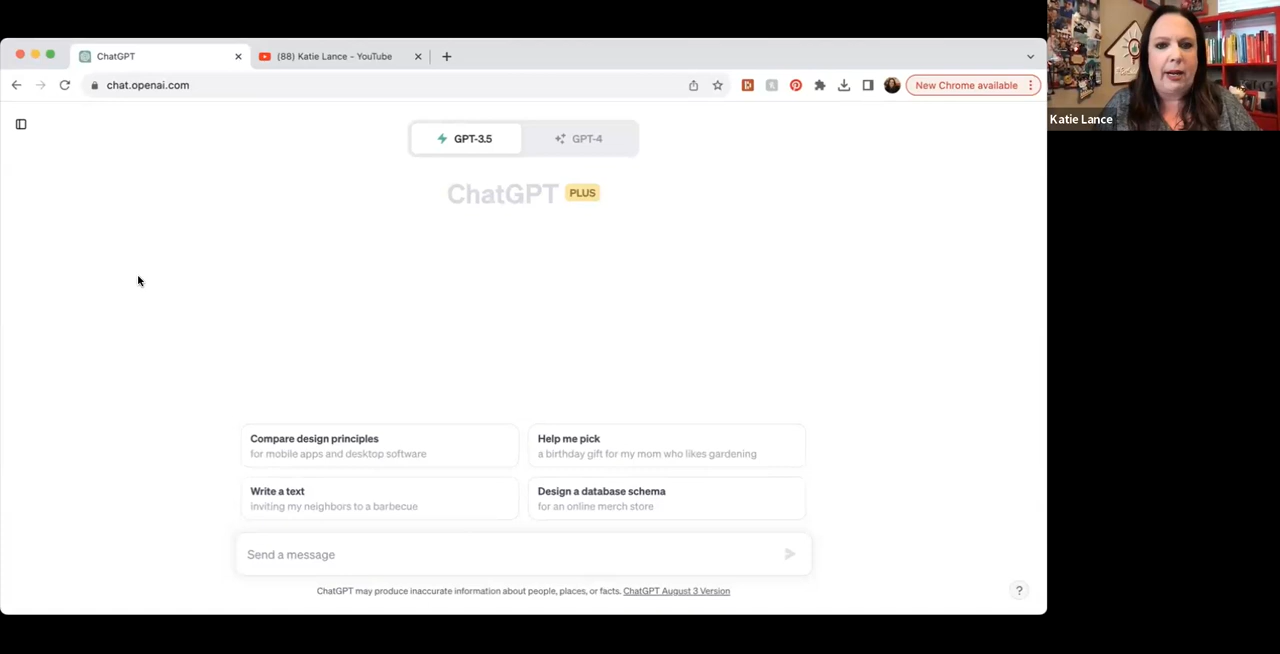 ChatGPT
(88) Katie Lance - YouTube
chat.openai.com
New Chrome available
Katie Lance
GPT-3.5
GPT-4
ChatGPT PLUS
Compare design principles
for mobile apps and desktop software
Help me pick
a birthday gift for my mom who likes gardening
Write a text
inviting my neighbors to a barbecue
Design a database schema
for an online merch store
Send a message
ChatGPT may produce inaccurate information about people, places, or facts. ChatGPT August 3 Version
?